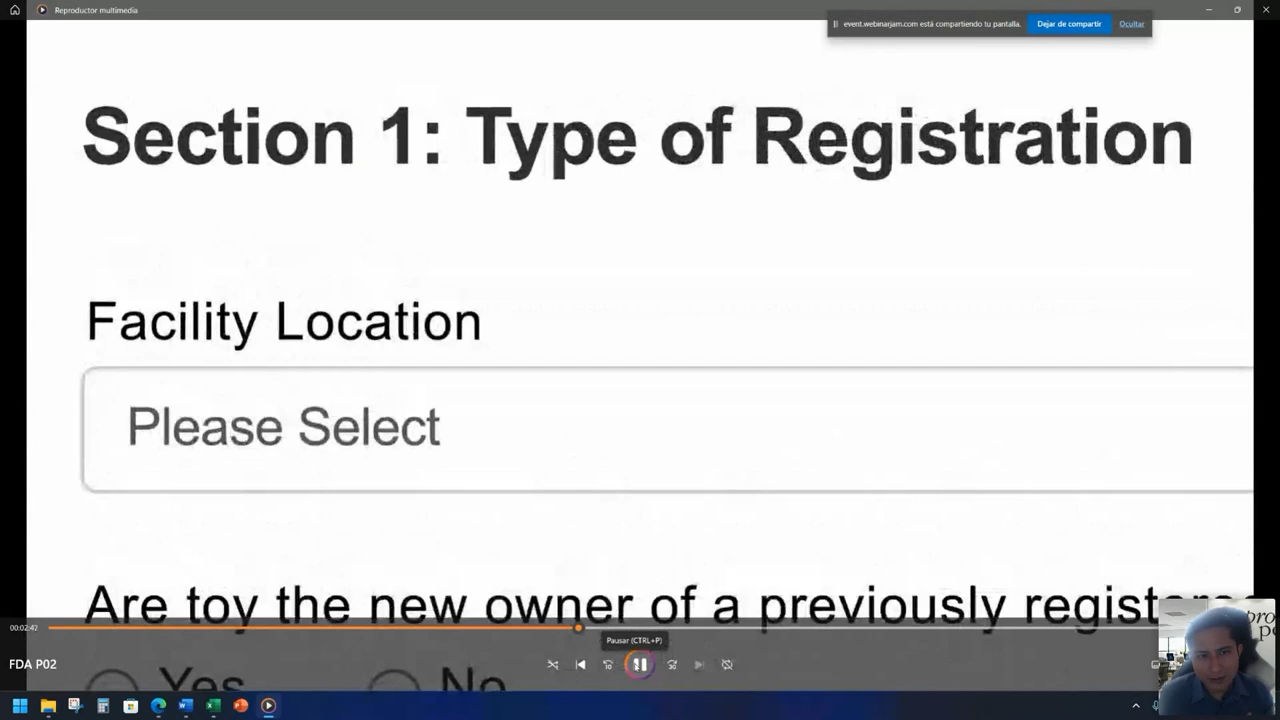 Reproductor multimedia
event.webinarjam.com está compartiendo tu pantalla.
Dejar de compartir
Ocultar
Section 1: Type of Registration
Facility Location
Please Select
Are toy the new owner of a previously
00:02:42
Pausar (CTRL+P)
FDA P02
10
30
Yes
No